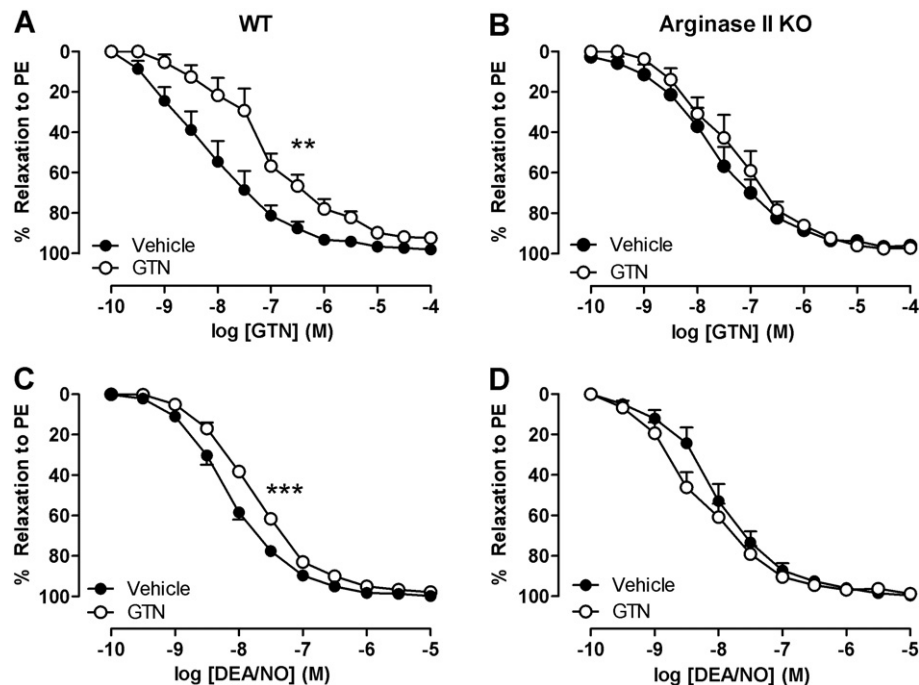 A
WT
% Relaxation to PE
0
20
40
60
80
100
**
Vehicle
GTN
-10 -9 -8 -7 -6 -5 -4
log [GTN] (M)
B
Arginase II KO
% Relaxation to PE
0
20
40
60
80
100
Vehicle
GTN
-10 -9 -8 -7 -6 -5 -4
log [GTN] (M)
C
% Relaxation to PE
0
20
40
60
80
100
***
Vehicle
GTN
-10 -9 -8 -7 -6 -5
log [DEA/NO] (M)
D
% Relaxation to PE
0
20
40
60
80
100
Vehicle
GTN
-10 -9 -8 -7 -6 -5
log [DEA/NO] (M)